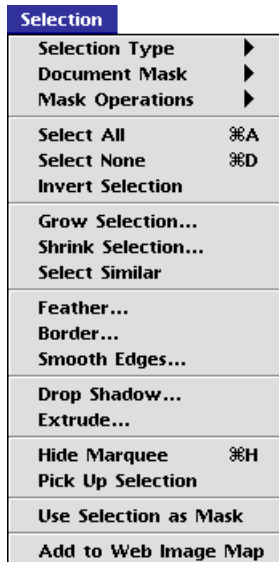 Selection
Selection Type ▶
Document Mask ▶
Mask Operations ▶
Select All ⌘A
Select None ⌘D
Invert Selection
Grow Selection...
Shrink Selection...
Select Similar
Feather...
Border...
Smooth Edges...
Drop Shadow...
Extrude...
Hide Marquee ⌘H
Pick Up Selection
Use Selection as Mask
Add to Web Image Map